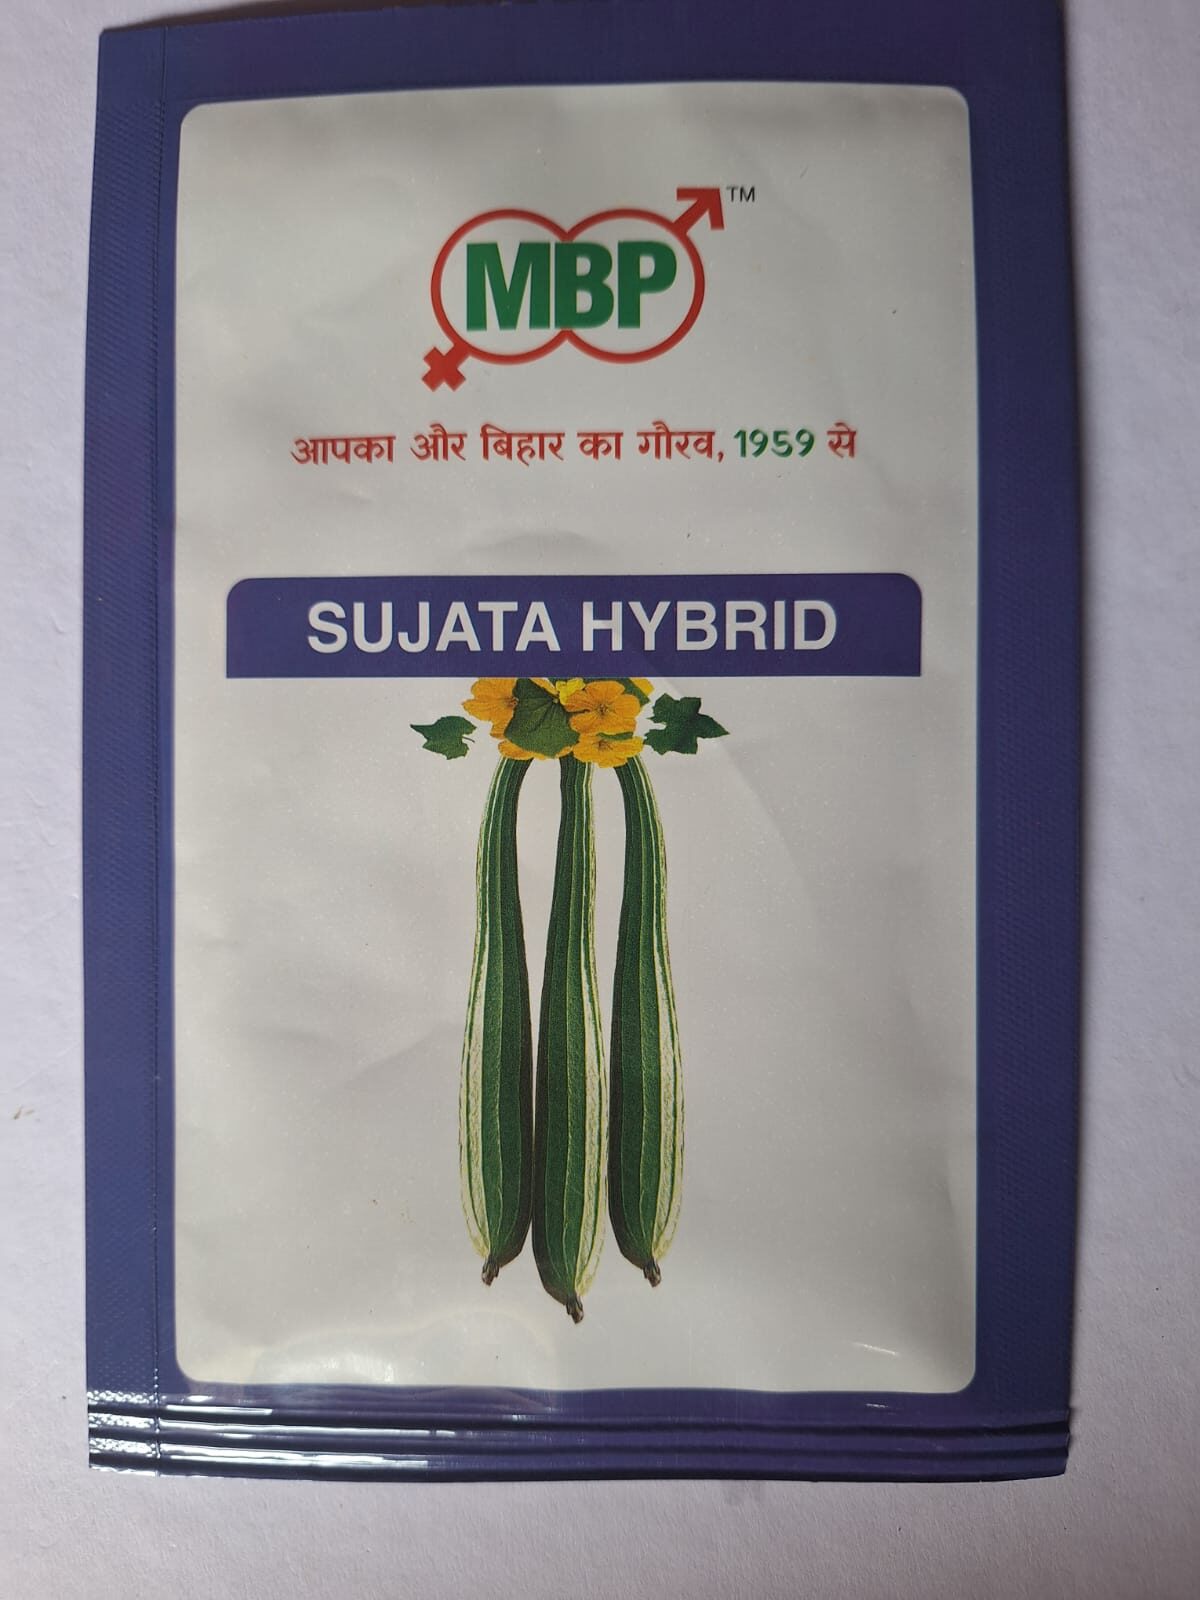 MBP TM
आपका और बिहार का गौरव, 1959 से
SUJATA HYBRID